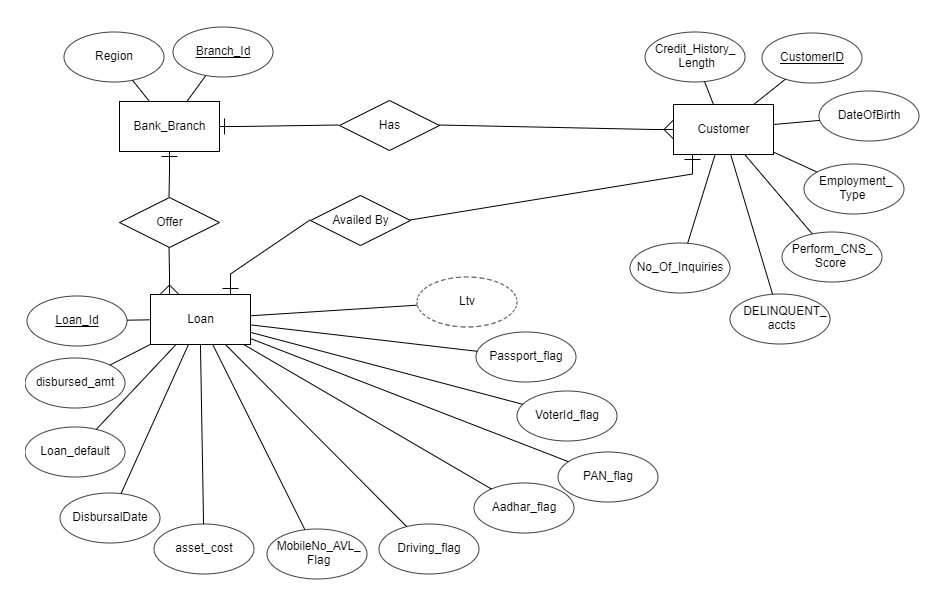 Region
Branch_Id
Credit_History_
Length
CustomerID
Bank_Branch
Has
Customer
DateOfBirth
Employment_
Type
Offer
Availed By
Perform_CNS_
Score
No_Of_Inquiries
DELINQUENT_
accts
Loan_Id
Loan
Ltv
Passport_flag
disbursed_amt
VoterId_flag
Loan_default
PAN_flag
Aadhar_flag
DisbursalDate
asset_cost
MobileNo_AVL_
Flag
Driving_flag